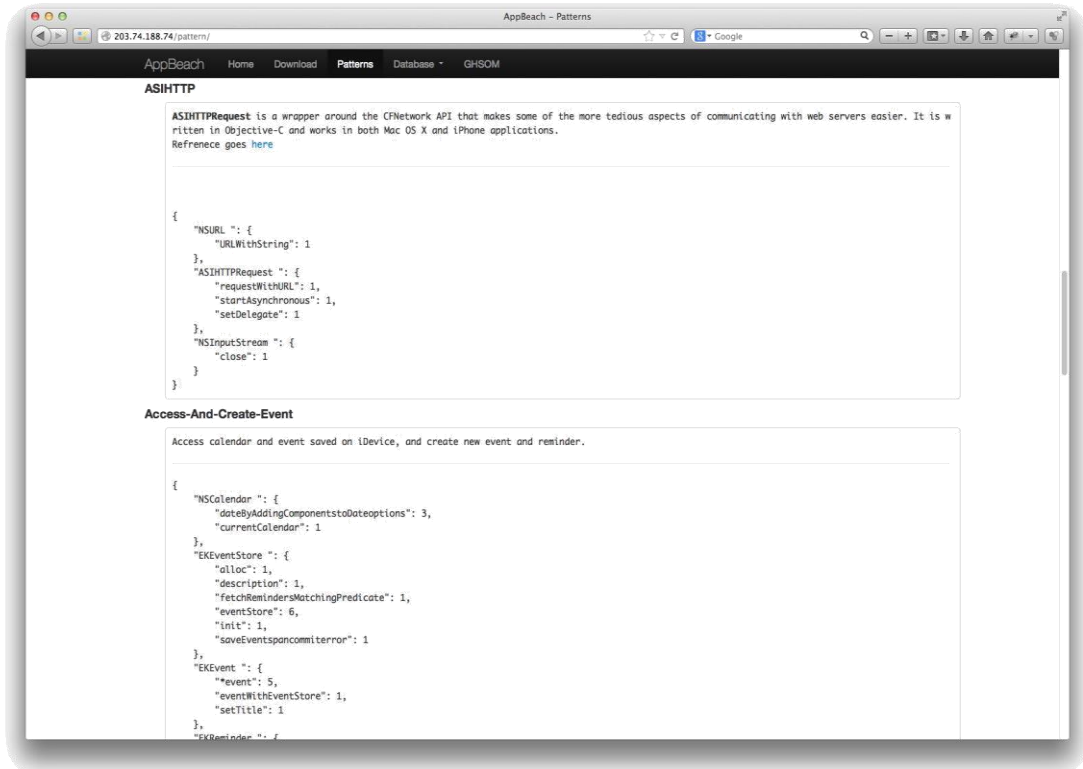 AppBeach – Patterns
203.74.188.74/pattern/
Google
AppBeach Home Download Patterns Database GHSOM
ASIHTTP
ASIHTTPRequest is a wrapper around the CFNetwork API that makes some of the more tedious aspects of communicating with web servers easier. It is w
ritten in Objective-C and works in both Mac OS X and iPhone applications.
Refrenece goes here
{
"NSURL ": {
"URLWithString": 1
},
"ASIHTTPRequest ": {
"requestWithURL": 1,
"startAsynchronous": 1,
"setDelegate": 1
},
"NSInputStream ": {
"close": 1
}
}
Access-And-Create-Event
Access calendar and event saved on iDevice, and create new event and reminder.
{
"NSCalendar ": {
"dateByAddingComponentstoDateoptions": 3,
"currentCalendar": 1
},
"EKEventStore ": {
"alloc": 1,
"description": 1,
"fetchRemindersMatchingPredicate": 1,
"eventStore": 6,
"init": 1,
"saveEventspancommiterror": 1
},
"EKEvent ": {
"*event": 5,
"eventWithEventStore": 1,
"setTitle": 1
},
"EKReminder ": {